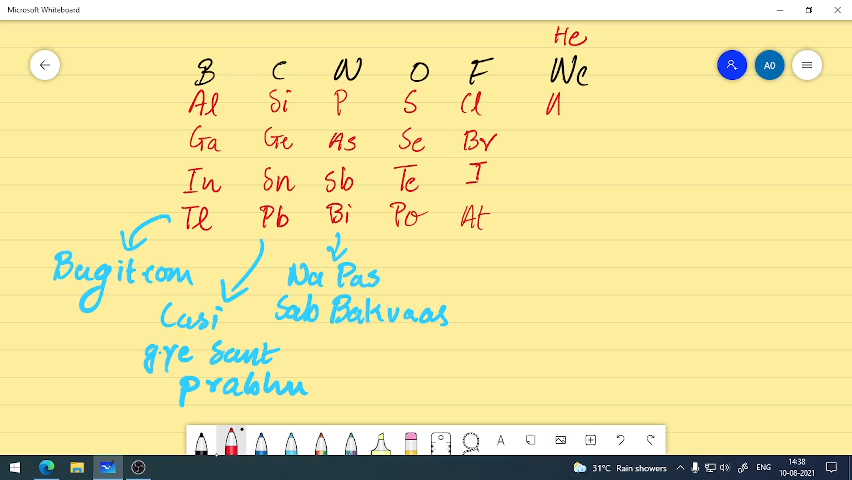 Microsoft Whiteboard
He
B C N O F Ne
Al Si P S Cl
Ga Ge As Se Br
In Sn Sb Te I
Tl Pb Bi Po At
Bagit com
Na Pas
Sab Bakvaas
Casi
gye Sant
prabhu
A0
A
31°C Rain showers
ENG
14:38
10-08-2021